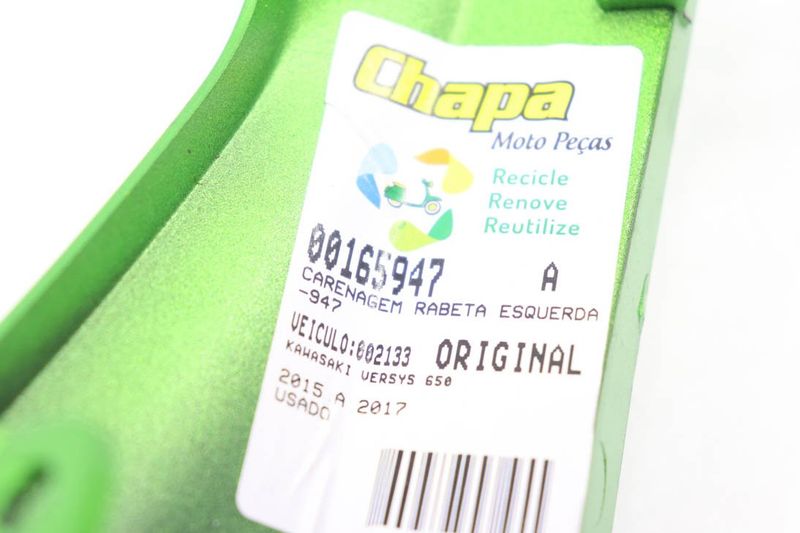 Chapa
Moto Peças
Recicle
Renove
Reutilize
00165947 A
CARENAGEM RABETA ESQUERDA
-947
VEICULO:002133 ORIGINAL
KAWASAKI VERSYS 650
2015 A 2017
USADO